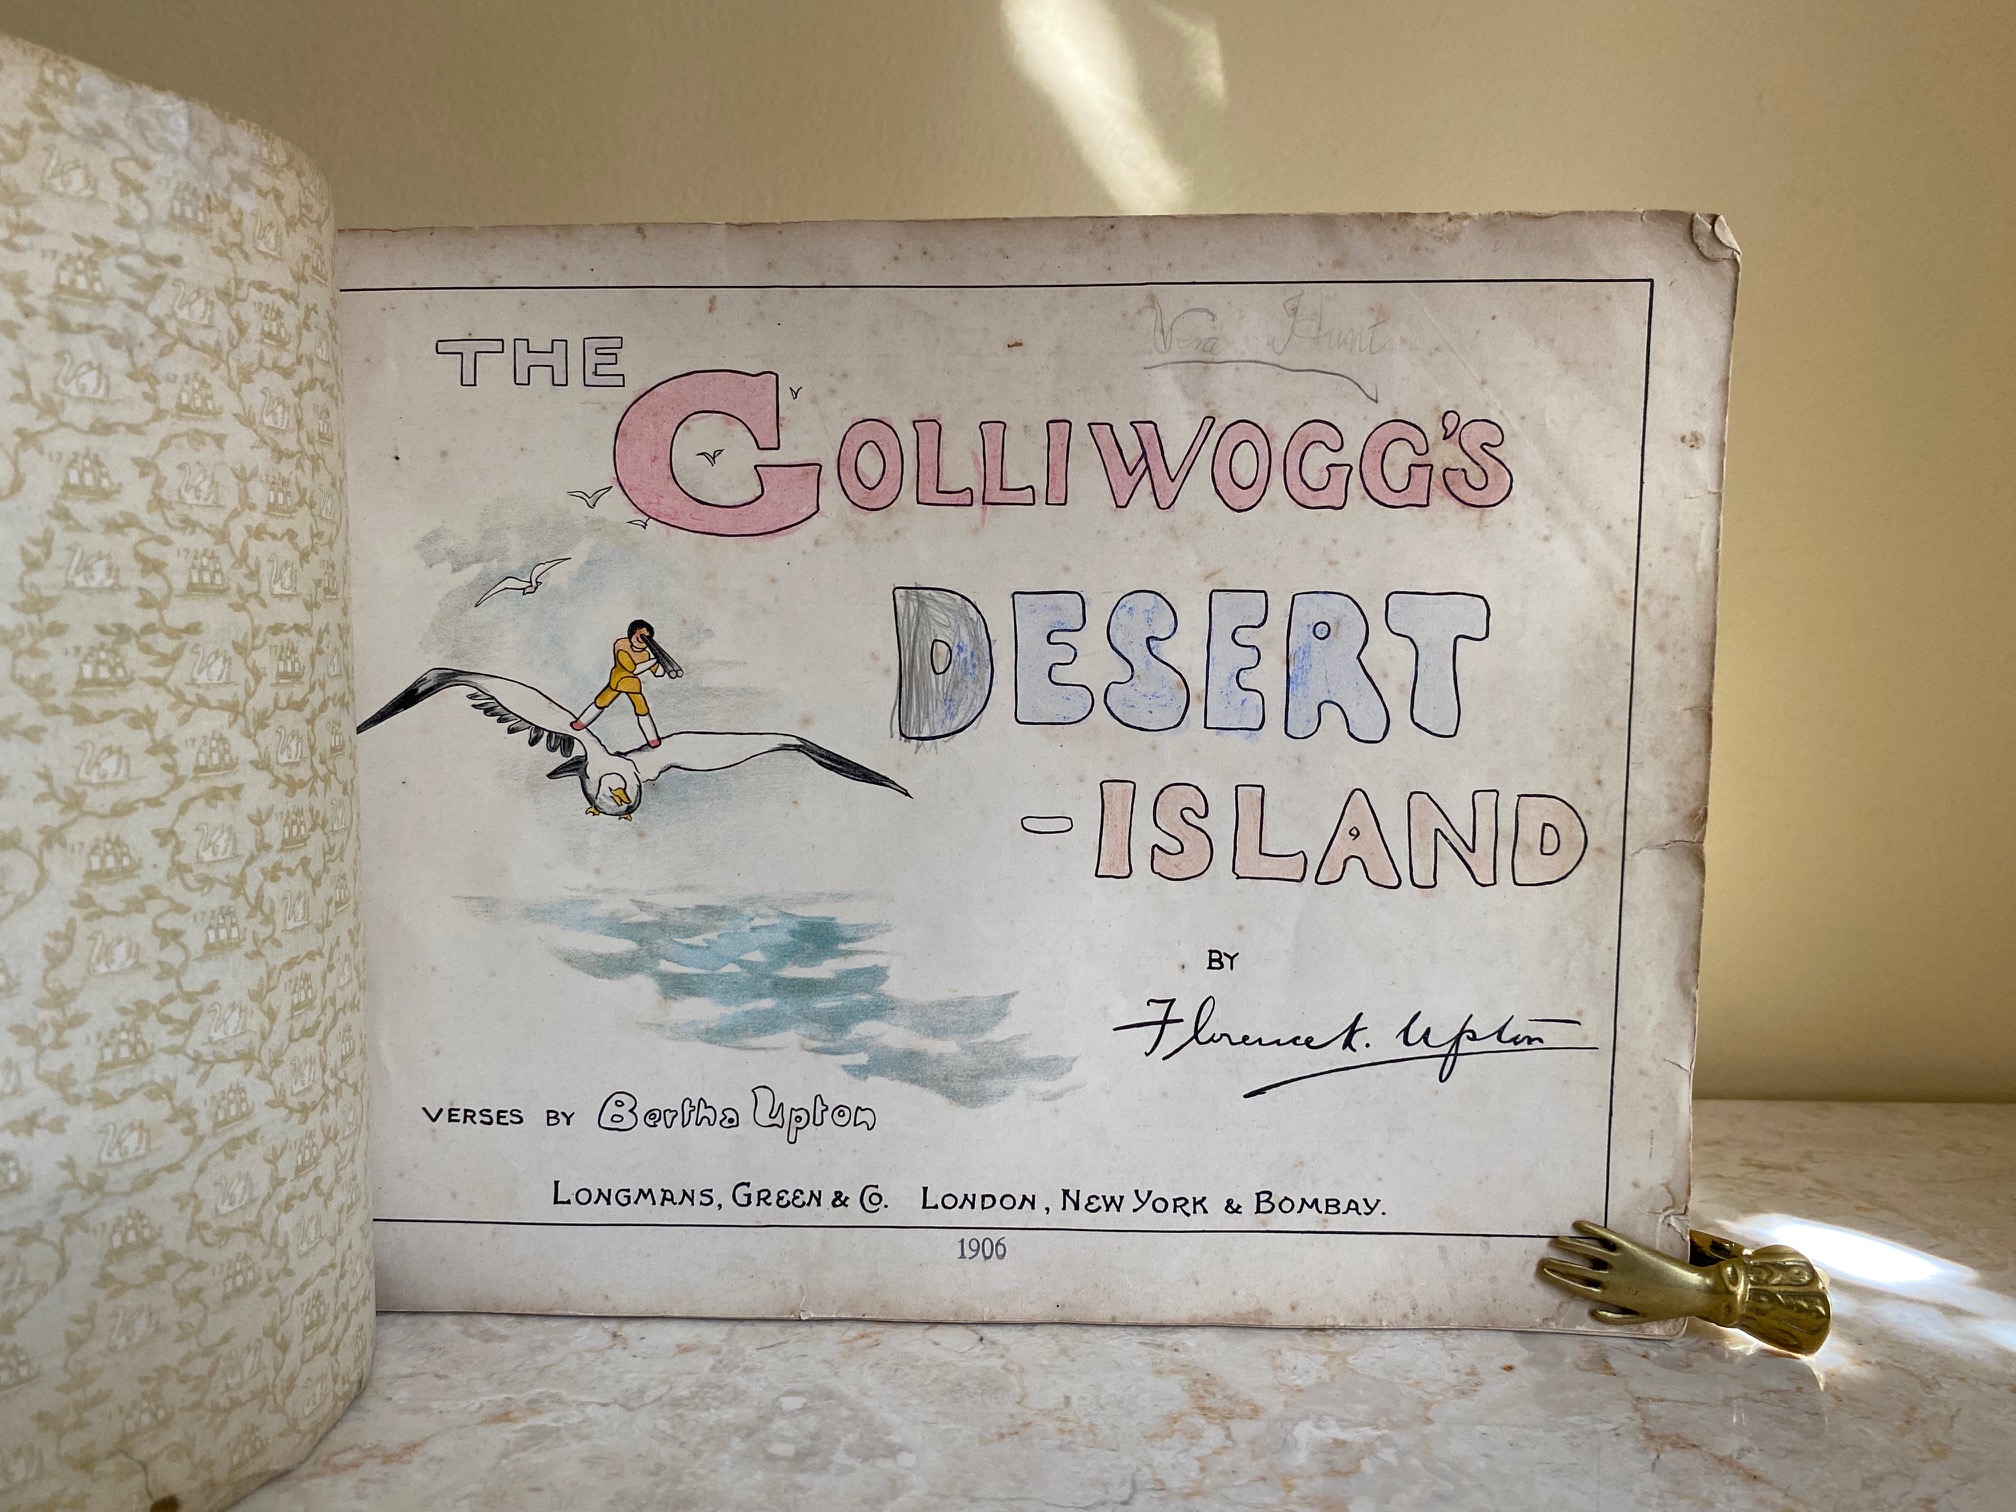 Vera Hunt
THE
GOLLIWOGG'S
DESERT
-ISLAND
BY
Florence K. Upton
VERSES BY Bertha Upton
LONGMANS, GREEN & CO. LONDON, NEW YORK & BOMBAY.
1906